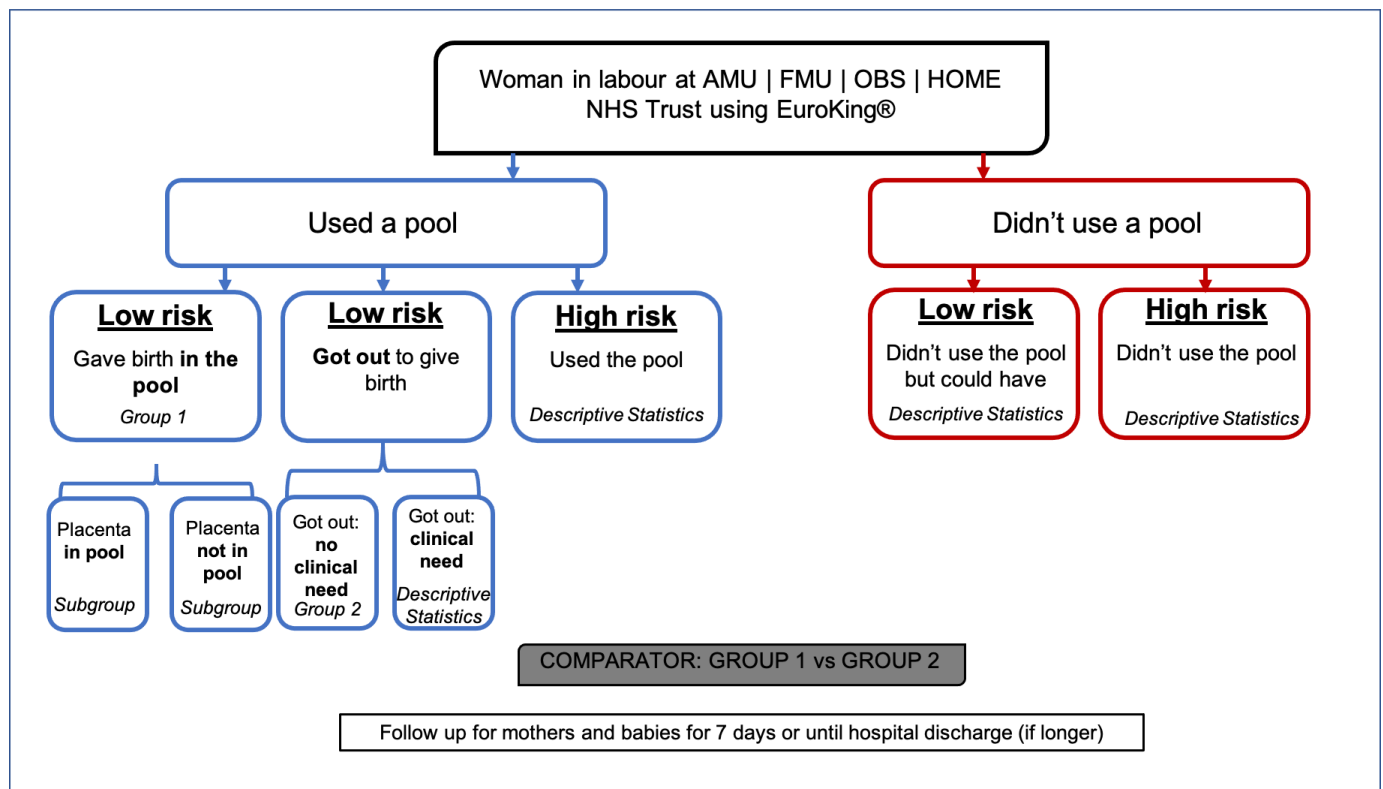 Woman in labour at AMU | FMU | OBS | HOME
NHS Trust using EuroKing®
Used a pool
Didn’t use a pool
Low risk
Gave birth in the
pool
Group 1
Low risk
Got out to give
birth
High risk
Used the pool
Descriptive Statistics
Low risk
Didn’t use the pool
but could have
Descriptive Statistics
High risk
Didn’t use the pool
Descriptive Statistics
Placenta
in pool
Subgroup
Placenta
not in
pool
Subgroup
Got out:
no
clinical
need
Group 2
Got out:
clinical
need
Descriptive
Statistics
COMPARATOR: GROUP 1 vs GROUP 2
Follow up for mothers and babies for 7 days or until hospital discharge (if longer)